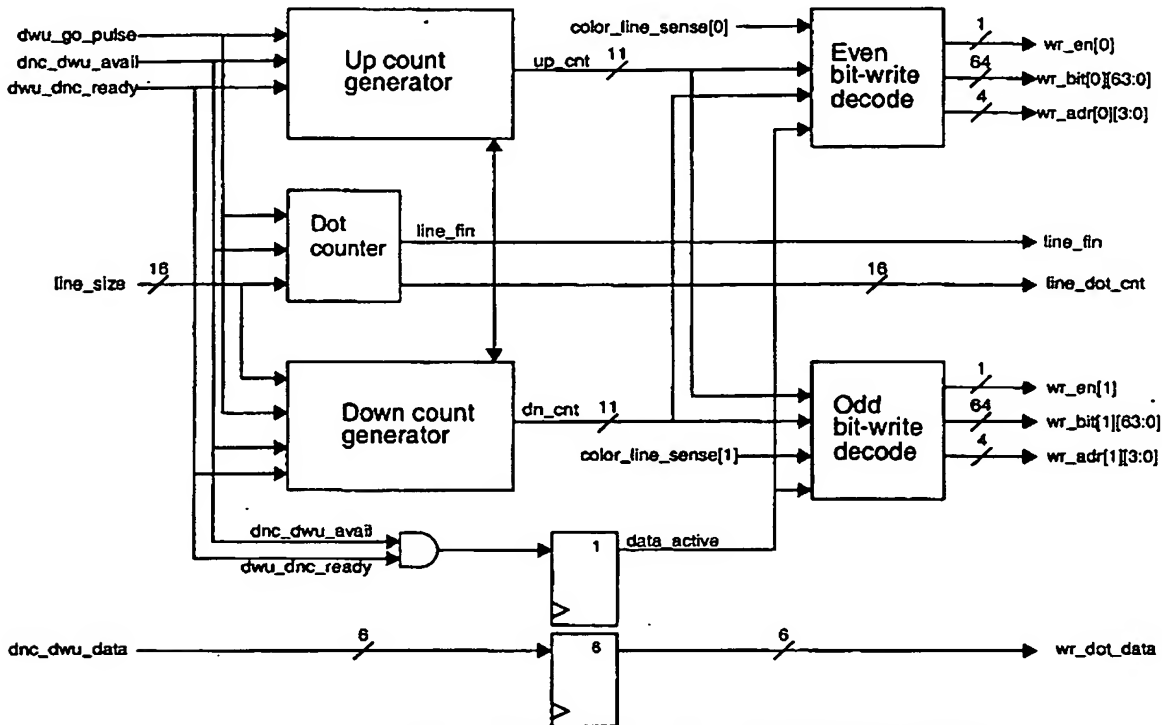 color_line_sense[0]
1
wr_en[0]
dwu_go_pulse
dnc_dwu_avail
dwu_dnc_ready
Up count
generator
up_cnt
11
Even
bit-write
decode
64
wr_bit[0][63:0]
4
wr_adr[0][3:0]
Dot
counter
line_fin
line_fin
16
line_size
16
line_dot_cnt
1
wr_en[1]
Down count
generator
dn_cnt
11
Odd
bit-write
decode
64
wr_bit[1][63:0]
color_line_sense[1]
4
wr_adr[1][3:0]
dnc_dwu_avail
dwu_dnc_ready
1
data_active
dnc_dwu_data
6
6
6
wr_dot_data